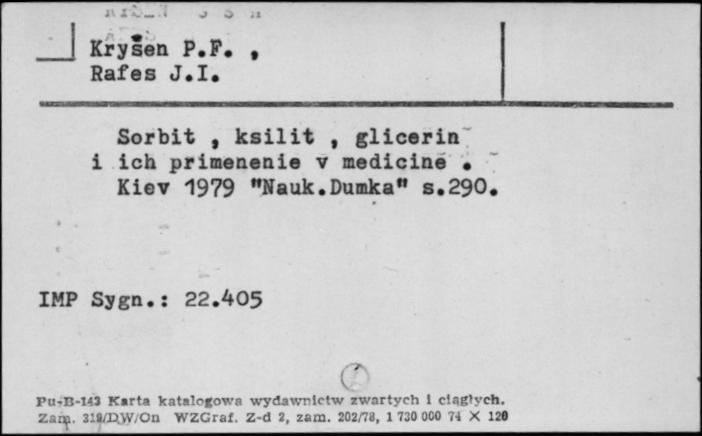 Kryšen P.F. ,
Rafes J.I.
Sorbit , ksilit , glicerin
i ich primenenie v medicine .
Kiev 1979 "Nauk.Dumka" s.290.
IMP Sygn.: 22.405
1
Pu-B-143 Karta katalogowa wydawnictw zwartych i ciągłych.
Zam. 319/DW/On WZGraf. Z-d 2, zam. 202/78, 1 730 000 74 × 120